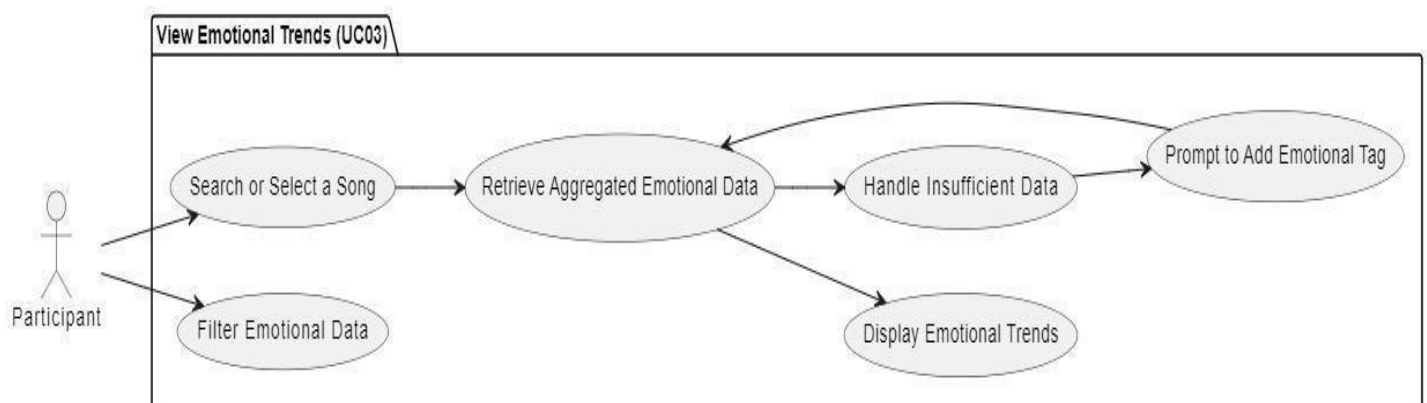 View Emotional Trends (UC03)
Prompt to Add Emotional Tag
Search or Select a Song
Retrieve Aggregated Emotional Data
Handle Insufficient Data
Participant
Filter Emotional Data
Display Emotional Trends